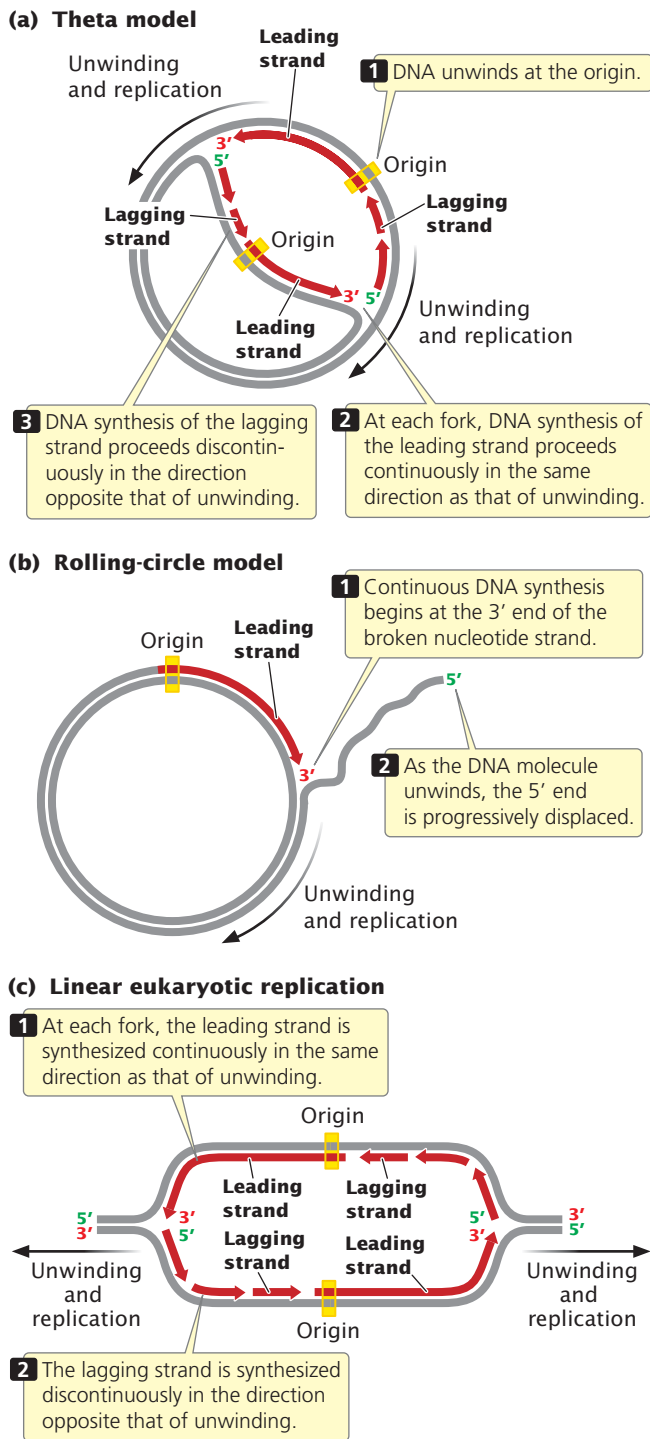 (a) Theta model
Leading
strand
Unwinding
and replication
1 DNA unwinds at the origin.
3’
5’
Origin
Lagging
strand
Lagging
strand
Origin
3’ 5’
Leading
strand
Unwinding
and replication
3 DNA synthesis of the lagging
strand proceeds discontin-
uously in the direction
opposite that of unwinding.
2 At each fork, DNA synthesis of
the leading strand proceeds
continuously in the same
direction as that of unwinding.
(b) Rolling-circle model
1 Continuous DNA synthesis
begins at the 3’ end of the
broken nucleotide strand.
Origin
Leading
strand
5’
3’
2 As the DNA molecule
unwinds, the 5’ end
is progressively displaced.
Unwinding
and replication
(c) Linear eukaryotic replication
1 At each fork, the leading strand is
synthesized continuously in the same
direction as that of unwinding.
Origin
Leading
strand
Lagging
strand
5’
3’
3’
5’
5’
3’
3’
5’
Lagging
strand
Leading
strand
Unwinding
and
replication
Unwinding
and
replication
Origin
2 The lagging strand is synthesized
discontinuously in the direction
opposite that of unwinding.